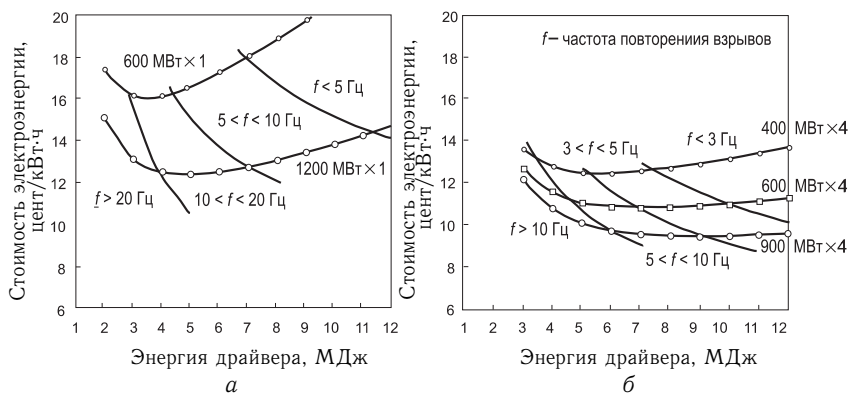 Стоимость электроэнергии,
цент/кВт·ч
20
18
16
14
12
10
8
6
600 МВт×1
f < 5 Гц
5 < f < 10 Гц
1200 МВт×1
f > 20 Гц
10 < f < 20 Гц
1 2 3 4 5 6 7 8 9 10 11 12
Энергия драйвера, МДж
а
Стоимость электроэнергии,
цент/кВт·ч
20
18
16
14
12
10
8
6
f – частота повторениия взрывов
400 МВт×4
f < 3 Гц
3 < f < 5 Гц
600 МВт×4
f > 10 Гц
900 МВт×4
5 < f < 10 Гц
1 2 3 4 5 6 7 8 9 10 11 12
Энергия драйвера, МДж
б